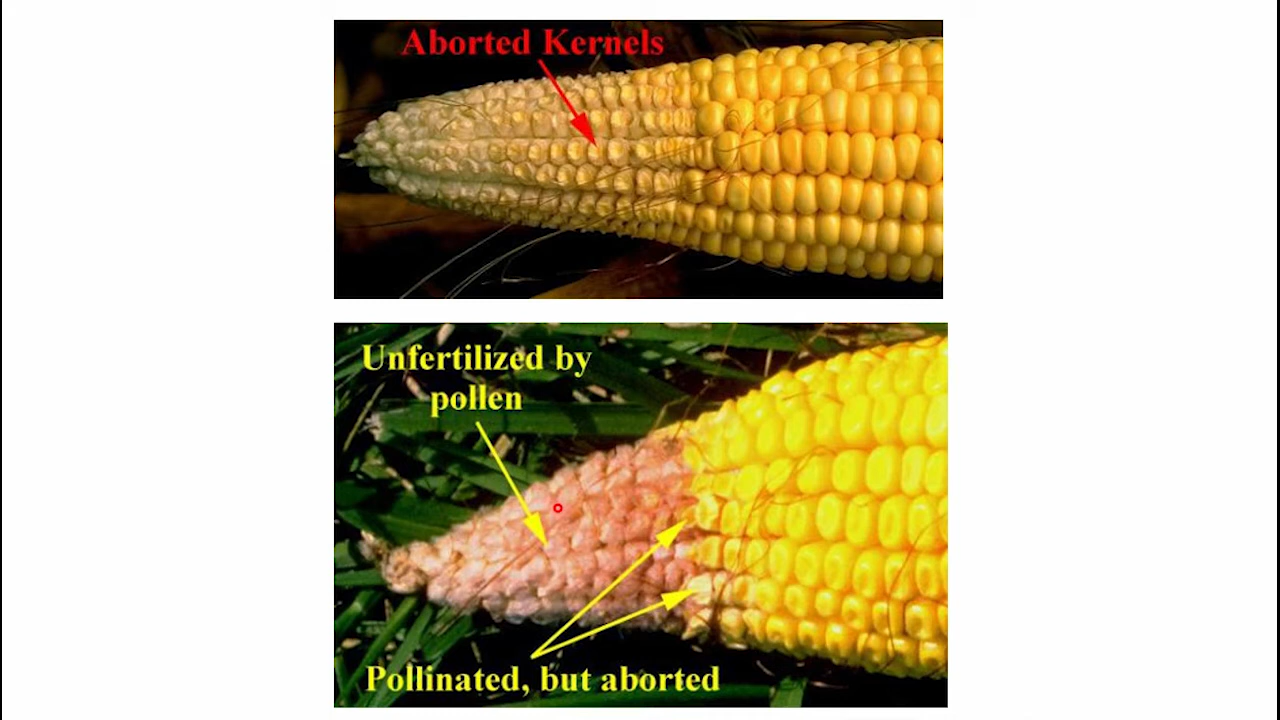 Aborted Kernels
Unfertilized by
pollen
Pollinated, but aborted